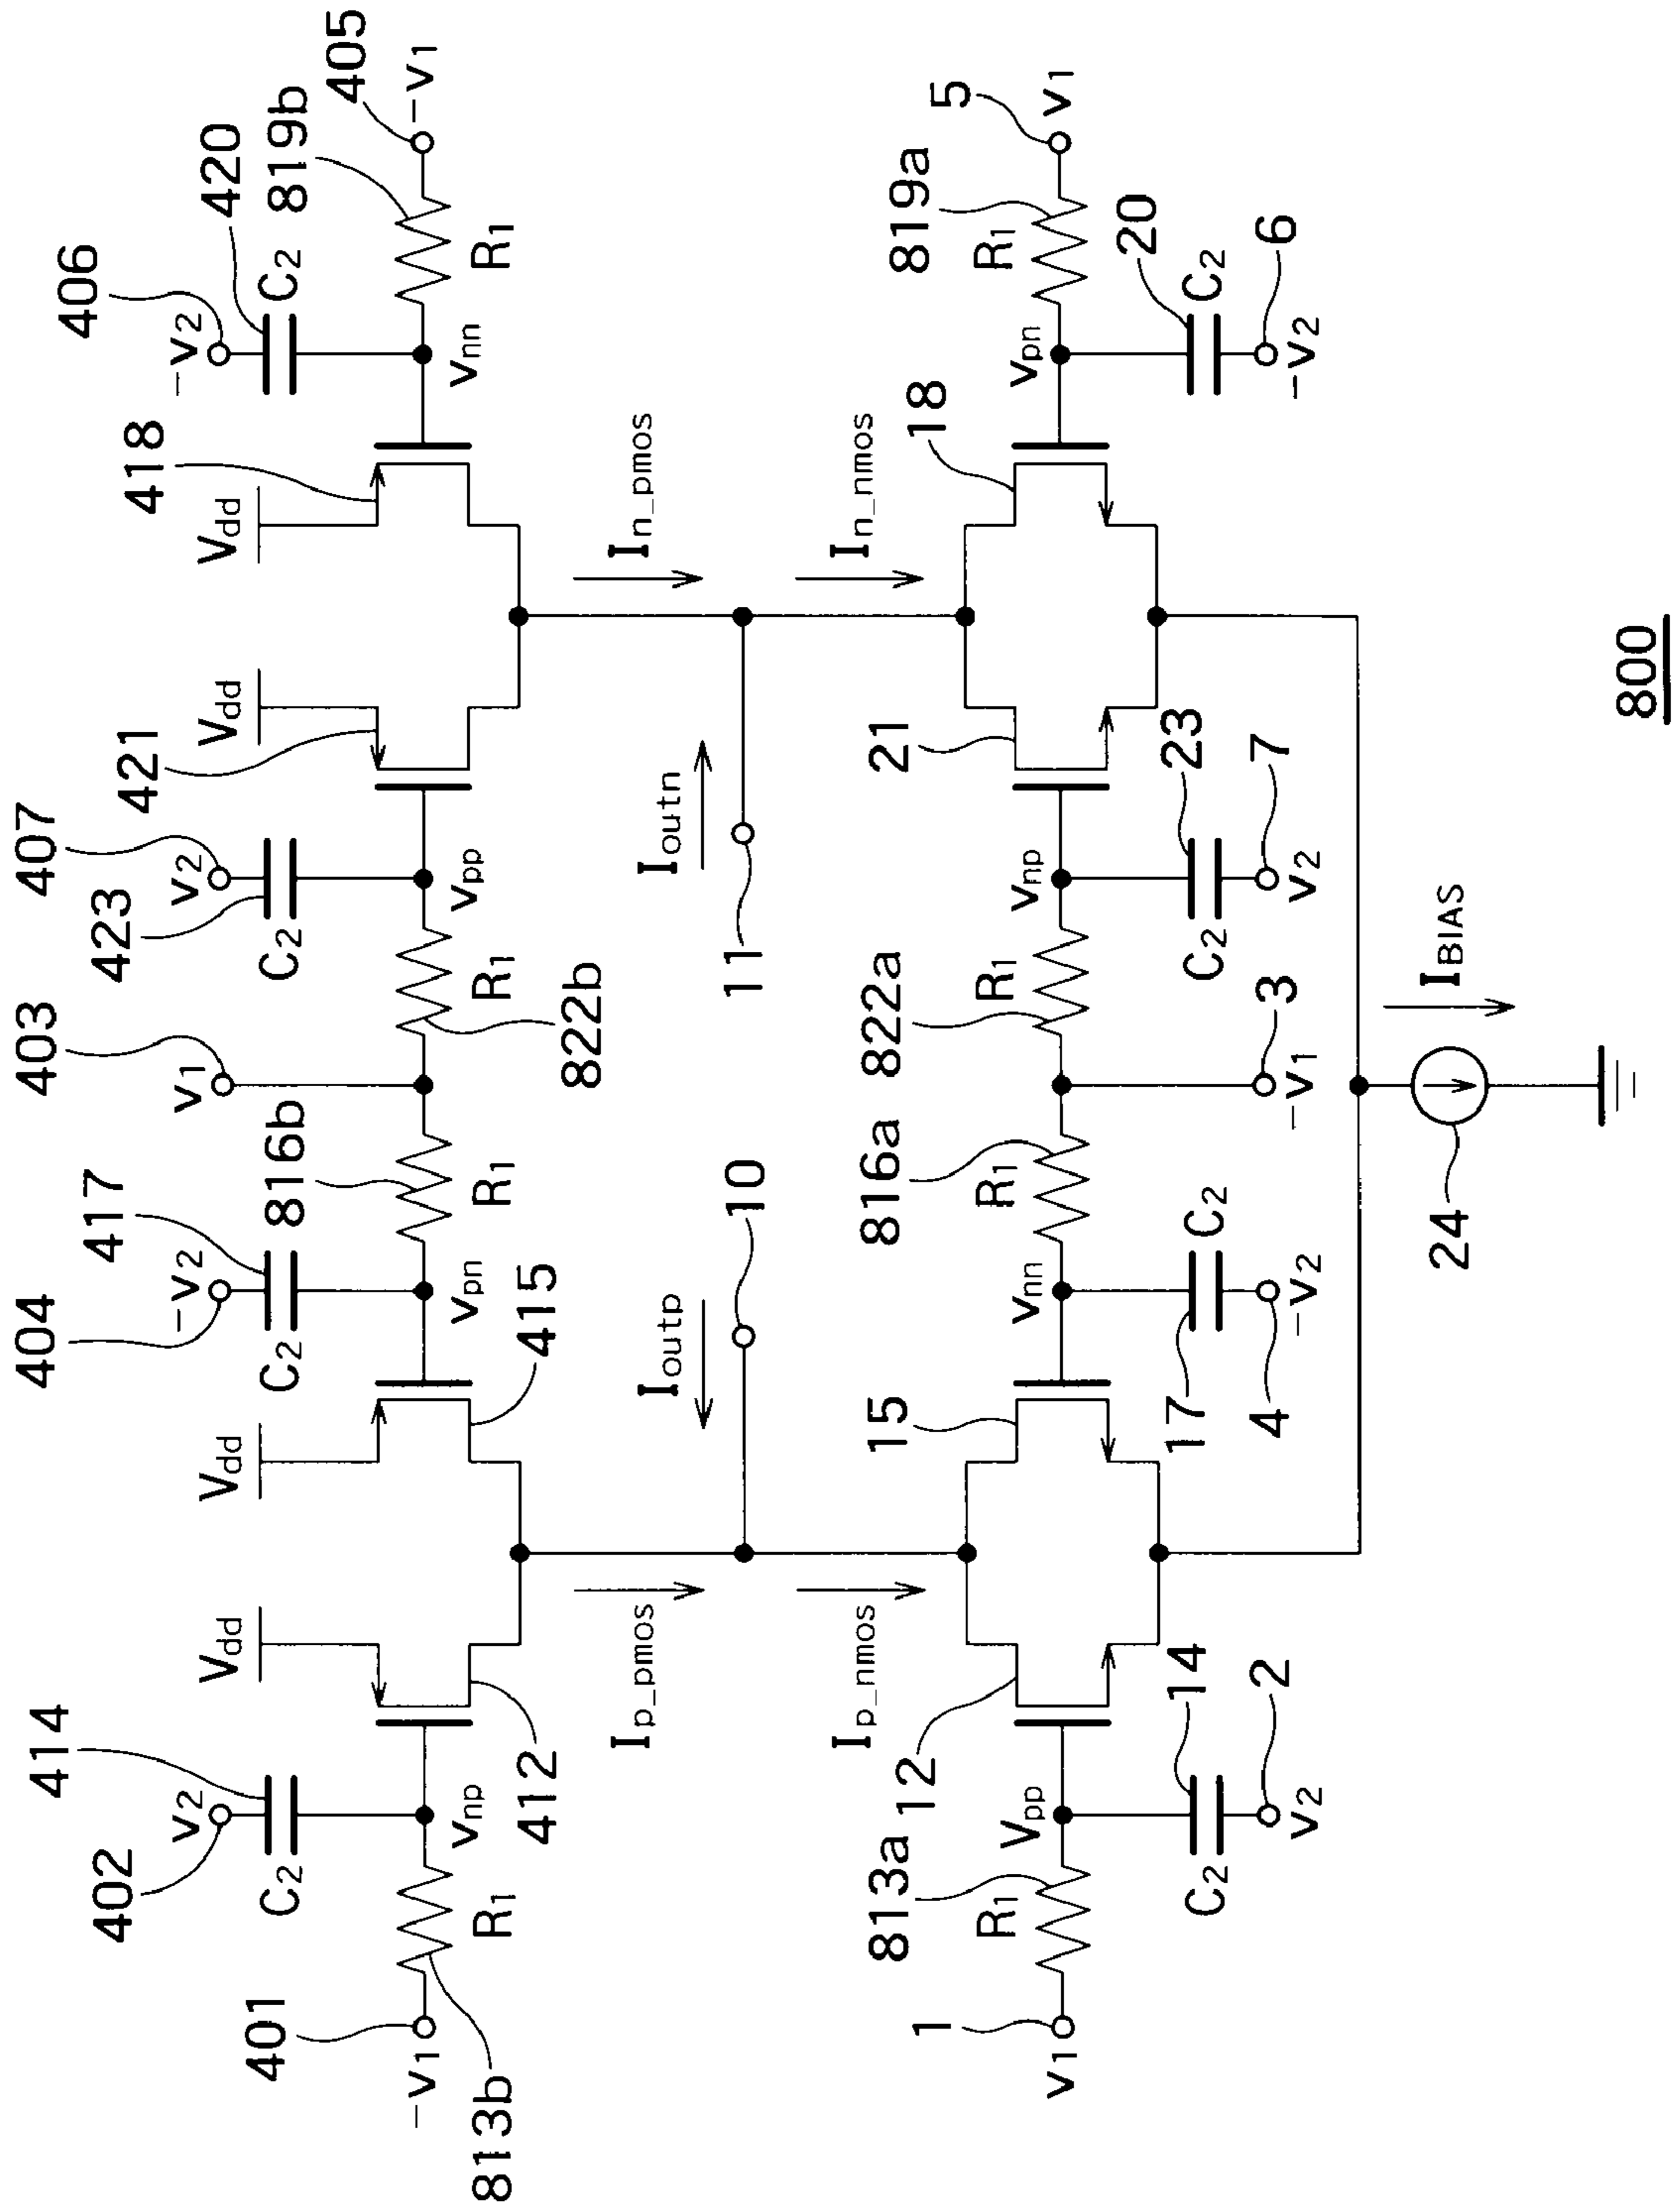 406
-v2
420
C2
819b
405
-v1
R1
vnn
418
Vdd
421
Vdd
407
v2
423
C2
vpp
R1
822b
403
v1
816b
R1
417
404
-v2
C2
vpn
415
Vdd
Vdd
414
402
v2
C2
vnp
412
R1
401
-v1
813b
In_pmos
In_nmos
Ioutn
11
Ioutp
10
Ip_pmos
Ip_nmos
5
v1
819a
R1
20
C2
6
-v2
vpn
18
21
23
7
v2
C2
vnp
R1
822a
3
-v1
816a
R1
C2
17
4
-v2
vnn
15
12
14
2
v2
C2
Vpp
R1
813a
1
v1
IBIAS
24
800